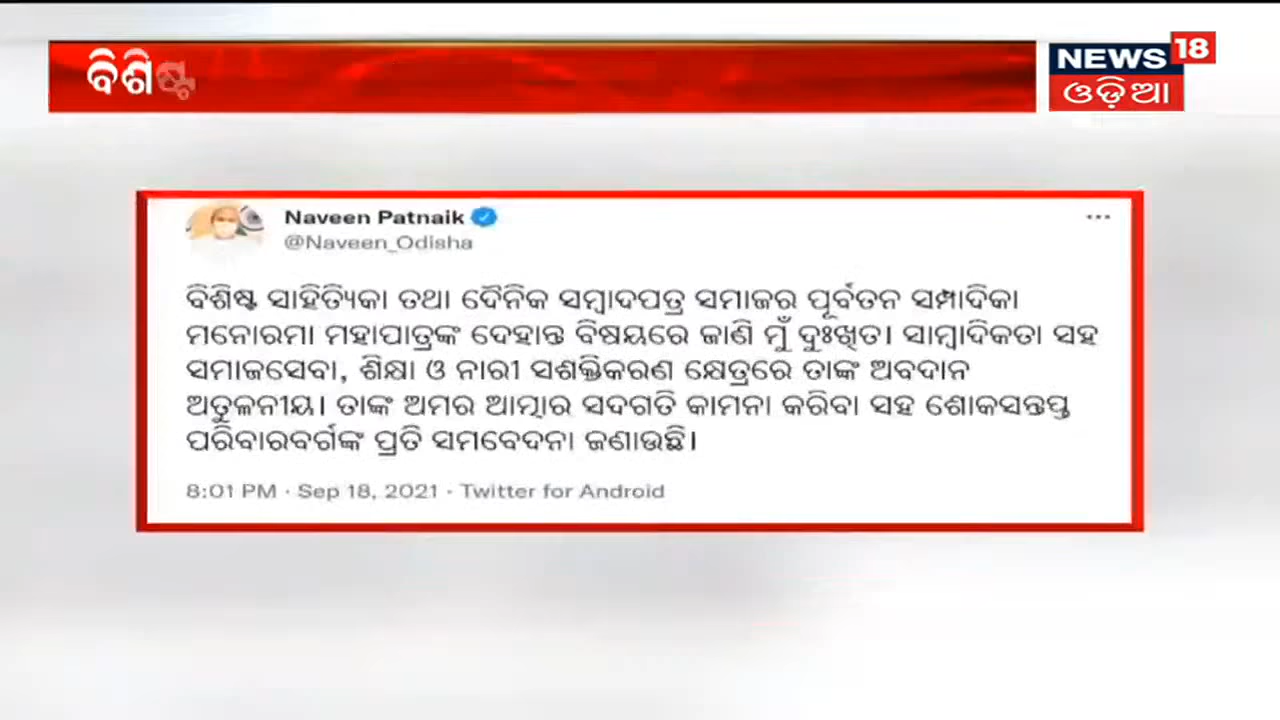 ବିଶିଷ୍ଟ
NEWS 18
ଓଡ଼ିଆ
Naveen Patnaik
@Naveen_Odisha
ବିଶିଷ୍ଟ ସାହିତ୍ୟିକା ତଥା ଦୈନିକ ସମ୍ବାଦପତ୍ର ସମାଜର ପୂର୍ବତନ ସମ୍ପାଦିକା
ମନୋରମା ମହାପାତ୍ରଙ୍କ ଦେହାନ୍ତ ବିଷୟରେ ଜାଣି ମୁଁ ଦୁଃଖିତ। ସାମ୍ବାଦିକତା ସହ
ସମାଜସେବା, ଶିକ୍ଷା ଓ ନାରୀ ସଶକ୍ତିକରଣ କ୍ଷେତ୍ରରେ ତାଙ୍କ ଅବଦାନ
ଅତୁଳନୀୟ। ତାଙ୍କ ଅମର ଆତ୍ମାର ସଦଗତି କାମନା କରିବା ସହ ଶୋକସନ୍ତପ୍ତ
ପରିବାରବର୍ଗଙ୍କ ପ୍ରତି ସମବେଦନା ଜଣାଉଛି।
8:01 PM · Sep 18, 2021 · Twitter for Android